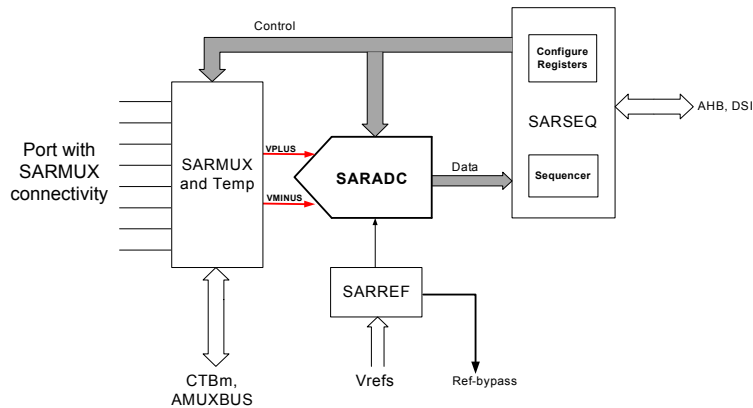 Control
Configure
Registers
SARSEQ
AHB, DSI
Port with
SARMUX
connectivity
SARMUX
and Temp
VPLUS
VMINUS
SARADC
Data
Sequencer
SARREF
CTBm,
AMUXBUS
Vrefs
Ref-bypass